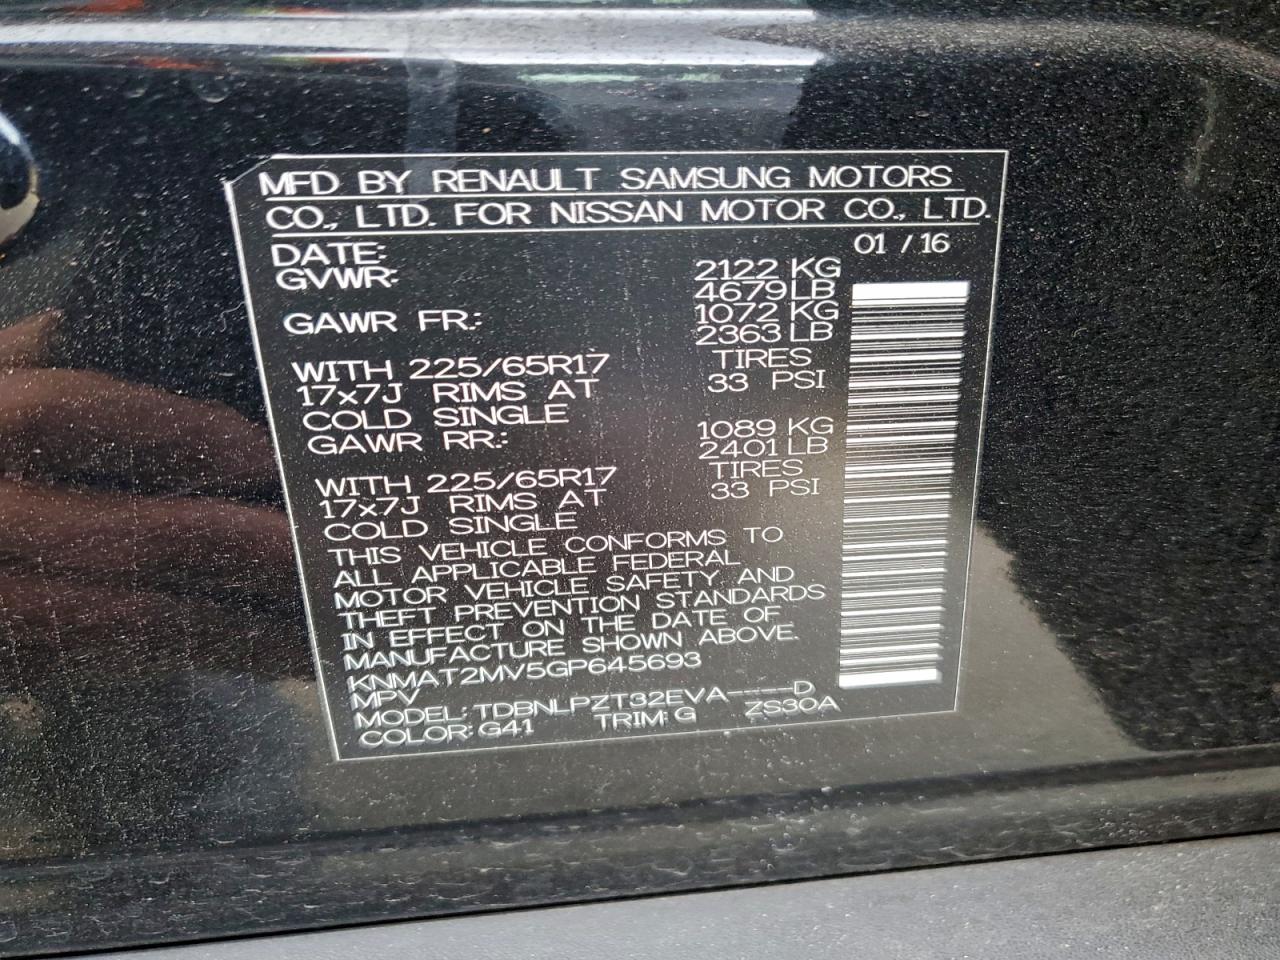 MFD BY RENAULT SAMSUNG MOTORS
CO., LTD. FOR NISSAN MOTOR CO., LTD.
DATE: 01 / 16
GVWR: 2122 KG
4679 LB
GAWR FR.: 1072 KG
2363 LB
WITH 225/65R17 TIRES
17x7J RIMS AT 33 PSI
COLD SINGLE
GAWR RR.: 1089 KG
2401 LB
WITH 225/65R17 TIRES
17x7J RIMS AT 33 PSI
COLD SINGLE
THIS VEHICLE CONFORMS TO
ALL APPLICABLE FEDERAL
MOTOR VEHICLE SAFETY AND
THEFT PREVENTION STANDARDS
IN EFFECT ON THE DATE OF
MANUFACTURE SHOWN ABOVE.
KNMAT2MV5GP645693
MPV
MODEL: TDBNLPZT32EVA----D
COLOR: G41 TRIM: G ZS30A